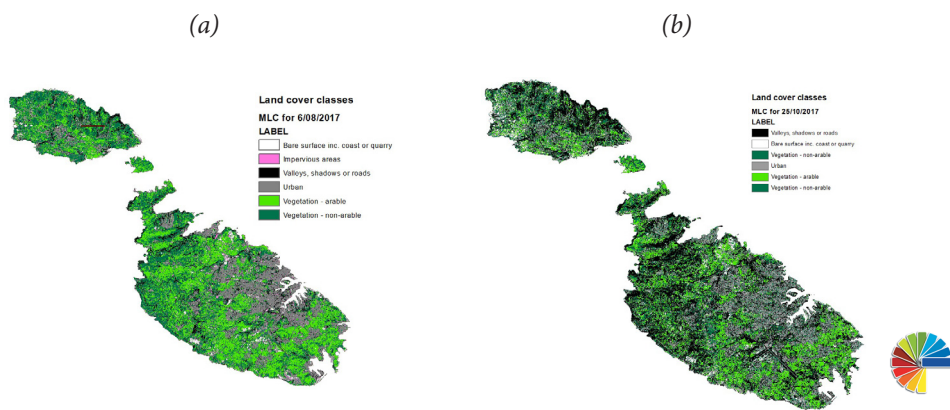 (a)
Land cover classes
MLC for 6/08/2017
LABEL
Bare surface inc. coast or quarry
Impervious areas
Valloys, shadows or roads
Urban
Vegetation - arable
Vegetation - non-arable
(b)
Land cover classes
MLC for 25/10/2017
LABEL
Valleys, shadows or roads
Bare surface inc. coast or quarry
Vegetation - non-arable
Urban
Vegetation - arable
Vegetation - non-arable